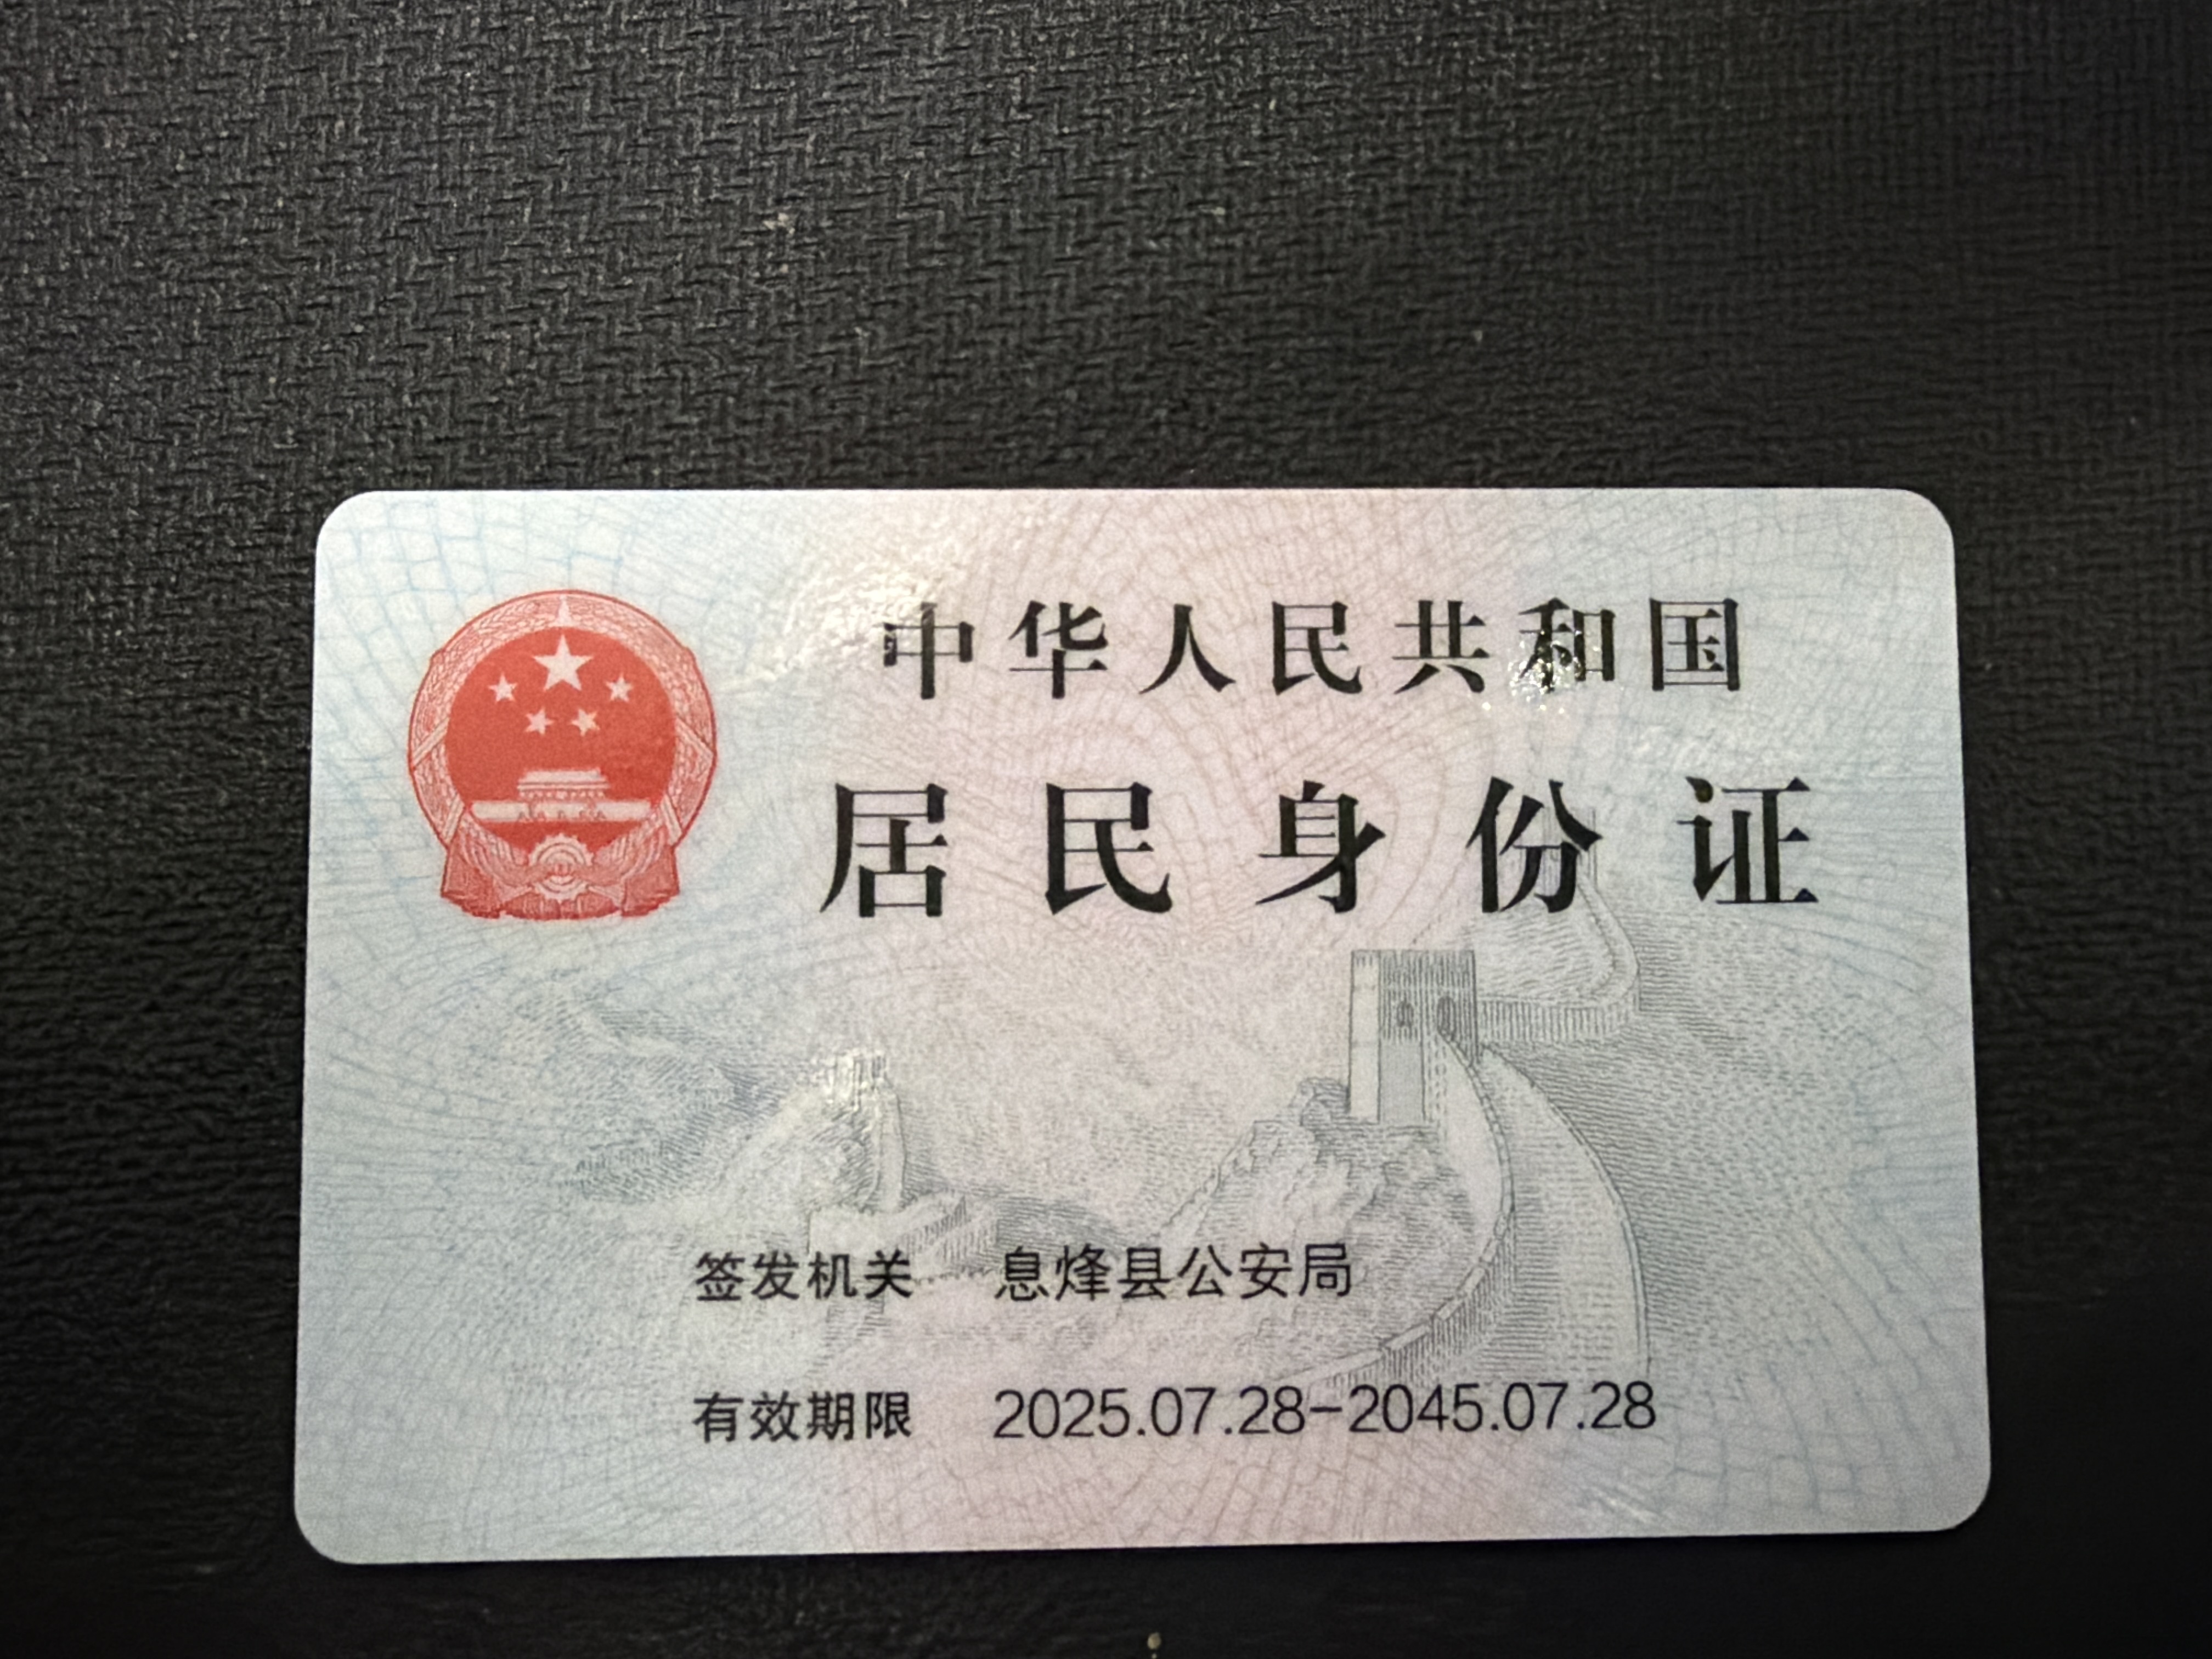 中华人民共和国
居民身份证
签发机关 息烽县公安局
有效期限 2025.07.28-2045.07.28